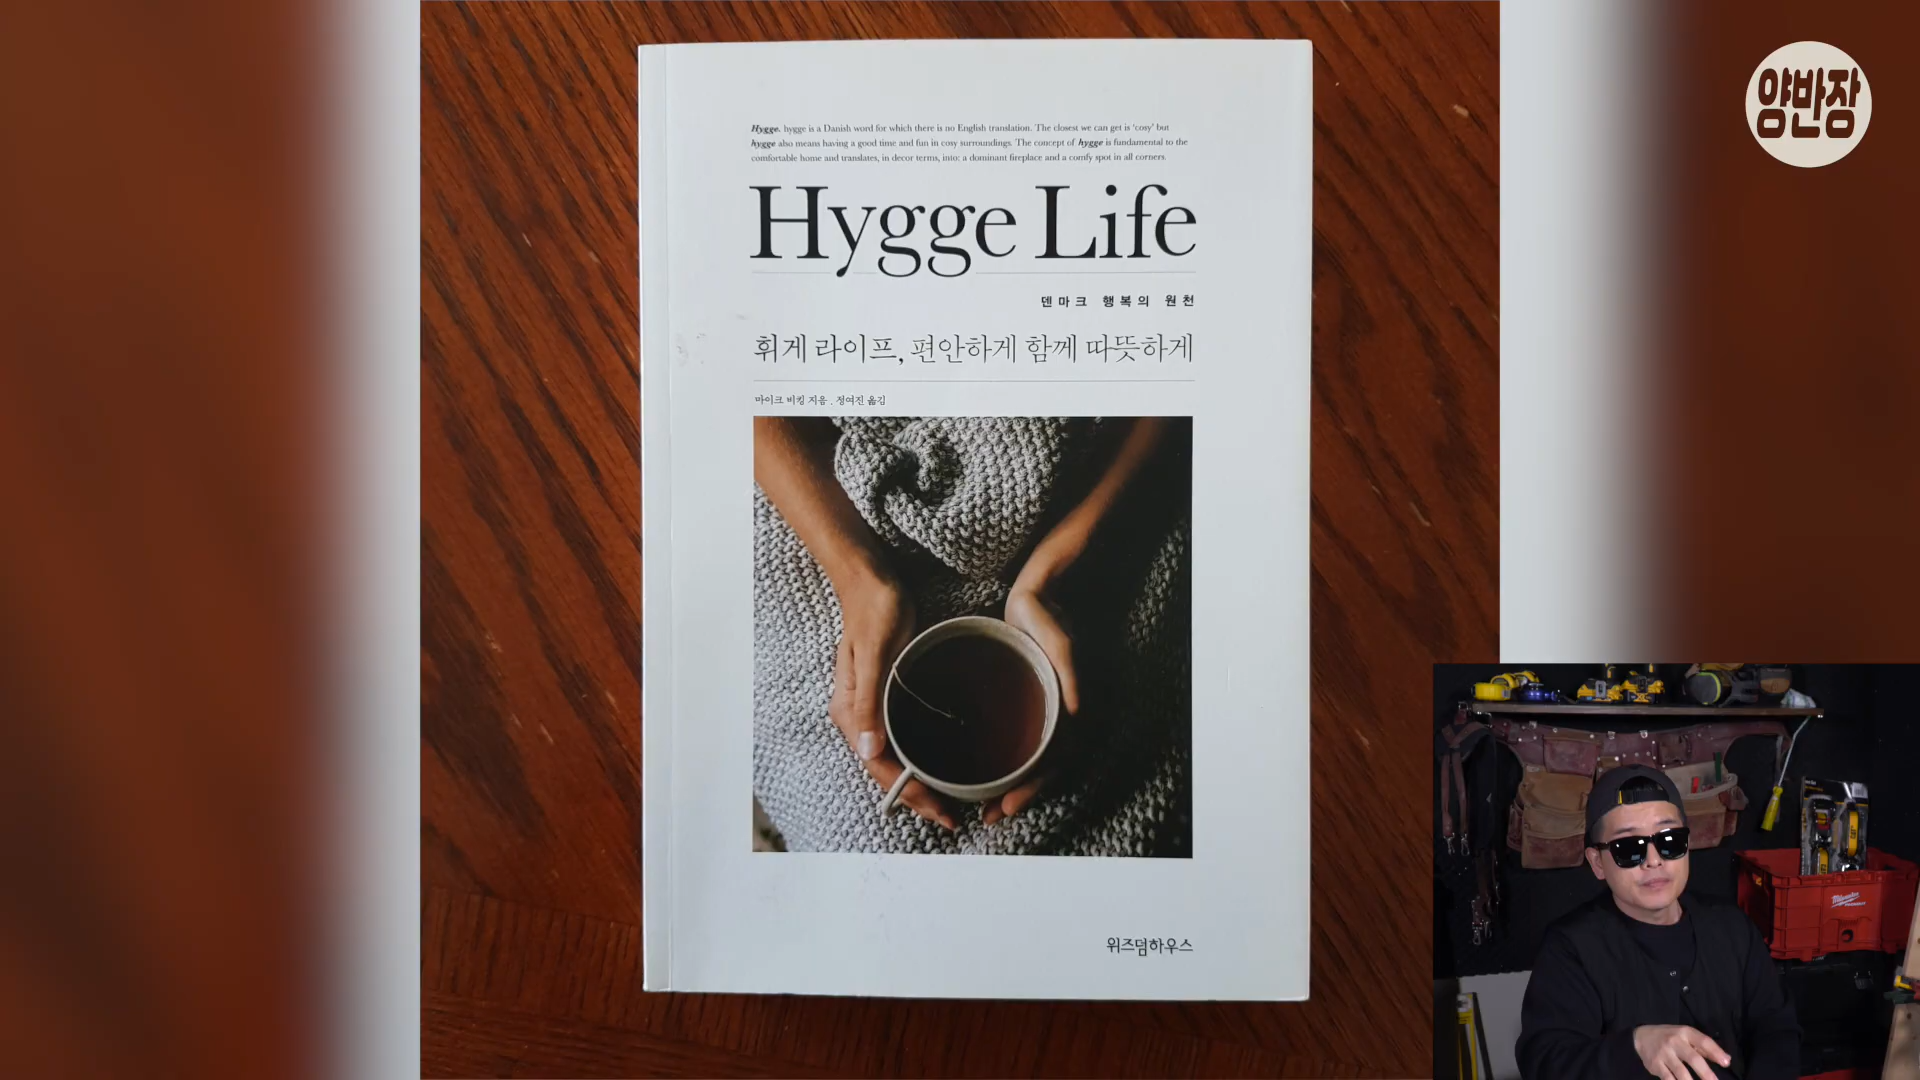 양반장
Hygge. hygge is a Danish word for which there is no English translation. The closest we can get is 'cosy' but
hygge also means having a good time and fun in cosy surroundings. The concept of hygge is fundamental to the
comfortable home and translates, in decor terms, into: a dominant fireplace and a comfy spot in all corners.
Hygge Life
덴마크 행복의 원천
휘게 라이프, 편안하게 함께 따뜻하게
마이크 비킹 지음 . 정여진 옮김
위즈덤하우스
Milwaukee